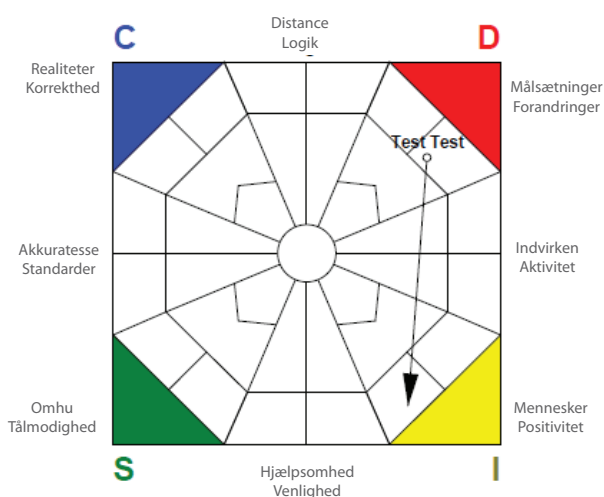 C
Distance
Logik
D
Realiteter
Korrekthed
Målsætninger
Forandringer
Test Test
Akkuratesse
Standarder
Indvirken
Aktivitet
Omhu
Tålmodighed
Mennesker
Positivitet
S
Hjælpsomhed
Venlighed
I